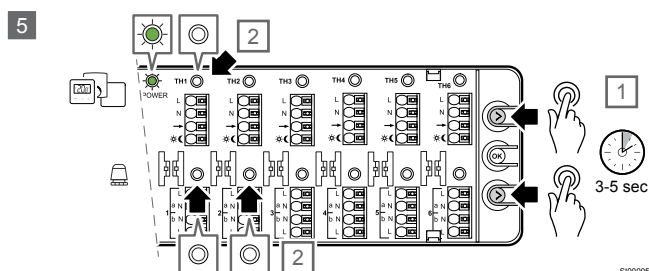 5
2
1
TH1 TH2 TH3 TH4 TH5 TH6
POWER
L L L L L L
N N N N N N
OK
3-5 sec
L L L L L L
1 a N 2 a N 3 a N 4 a N 5 a N 6 a N
b N b N b N b N b N b N
L L L L L L
2